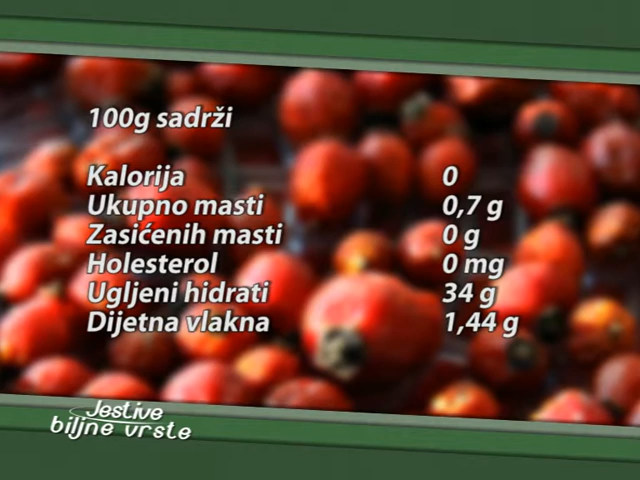 100g sadrži
Kalorija 0
Ukupno masti 0,7 g
Zasićenih masti 0 g
Holesterol 0 mg
Ugljeni hidrati 34 g
Dijetna vlakna 1,44 g
Jestive
biljne vrste